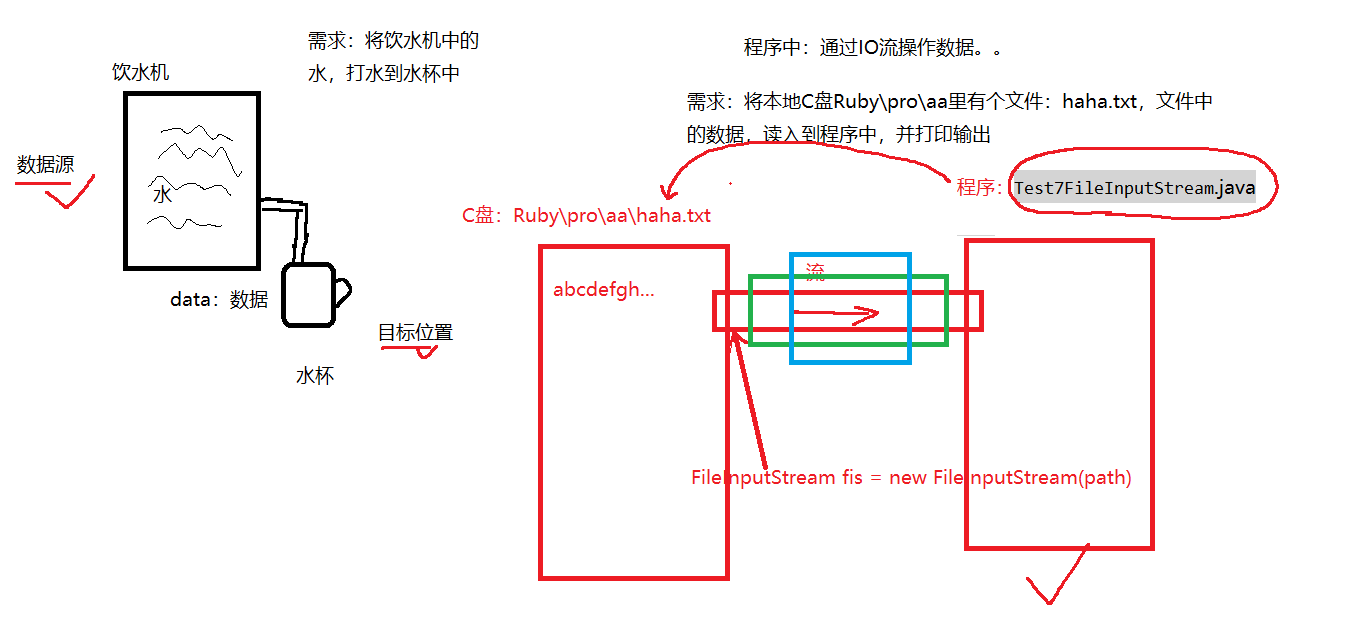 需求：将饮水机中的
水，打水到水杯中
饮水机
数据源
水
data：数据
目标位置
水杯
程序中：通过IO流操作数据。。
需求：将本地C盘Ruby\pro\aa里有个文件：haha.txt，文件中
的数据，读入到程序中，并打印输出
程序：Test7FileInputStream.java
C盘：Ruby\pro\aa\haha.txt
流
abcdefgh...
FileInputStream fis = new FileInputStream(path)